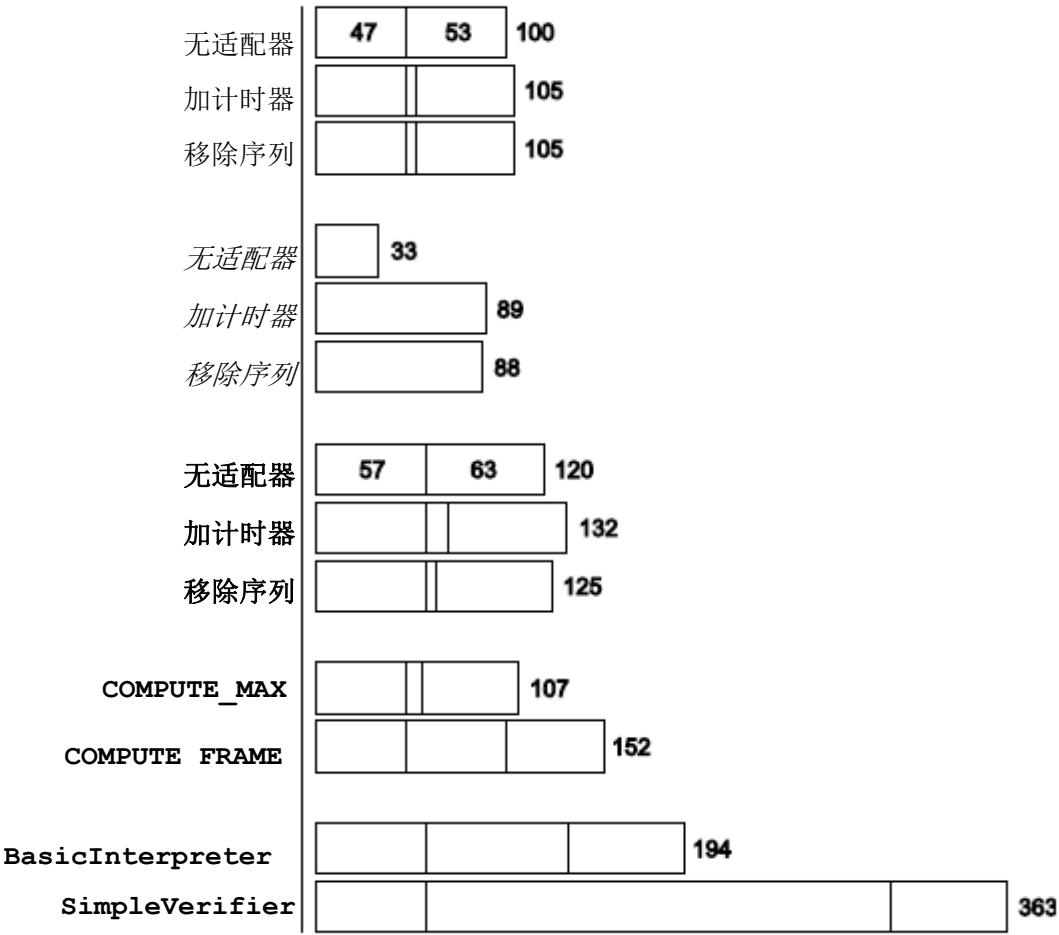 无适配器 47 53 100
加计时器 105
移除序列 105
无适配器 33
加计时器 89
移除序列 88
无适配器 57 63 120
加计时器 132
移除序列 125
COMPUTE_MAX 107
COMPUTE FRAME 152
BasicInterpreter 194
SimpleVerifier 363